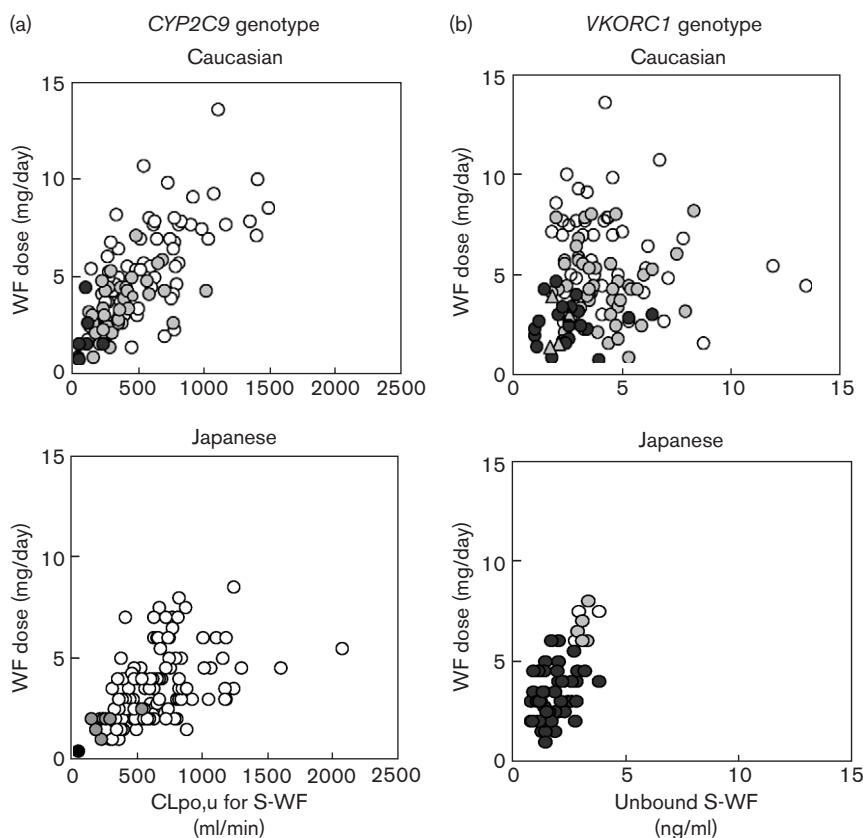 (a)
CYP2C9 genotype
Caucasian
15
10
5
0
WF dose (mg/day)
0 500 1000 1500 2000 2500
Japanese
15
10
5
0
WF dose (mg/day)
0 500 1000 1500 2000 2500
CLpo,u for S-WF
(ml/min)
(b)
VKORC1 genotype
Caucasian
15
10
5
0
WF dose (mg/day)
0 5 10 15
Japanese
15
10
5
0
WF dose (mg/day)
0 5 10 15
Unbound S-WF
(ng/ml)